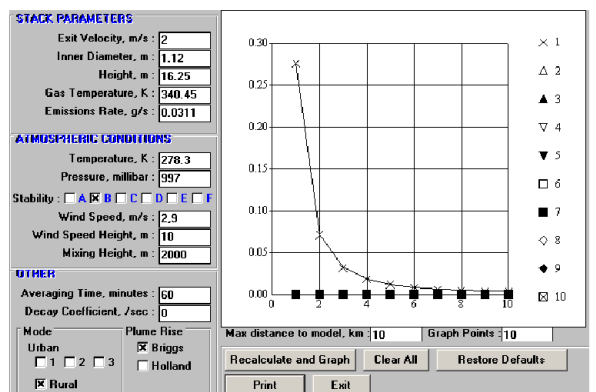 STACK PARAMETERS
Exit Velocity, m/s : 2
Inner Diameter, m : 1.12
Height, m : 16.25
Gas Temperature, K : 340.45
Emissions Rate, g/s : 0.0311
ATMOSPHERIC CONDITIONS
Temperature, K : 278.3
Pressure, millibar : 997
Stability : A B C D E F
Wind Speed, m/s : 2,9
Wind Speed Height, m : 10
Mixing Height, m : 2000
OTHER
Averaging Time, minutes : 60
Decay Coefficient, /sec : 0
Mode
Urban
1 2 3
Rural
Plume Rise
Briggs
Holland
0.30
0.25
0.20
0.15
0.10
0.05
0.00
0 2 4 6 8 10
1
2
3
4
5
6
7
8
9
10
Max distance to model, km : 10 Graph Points : 10
Recalculate and Graph Clear All Restore Defaults
Print Exit